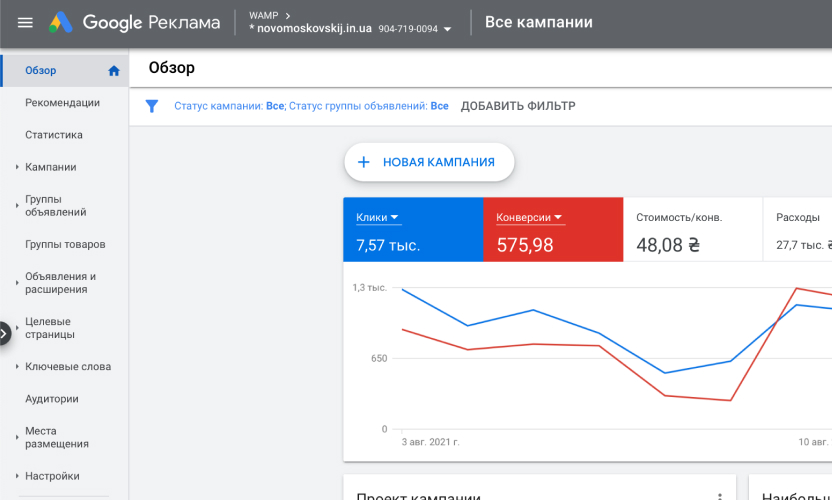 Google Реклама
WAMP
* novomoskovskij.in.ua 904-719-0094
Все кампании
Обзор
Рекомендации
Статистика
Кампании
Группы
объявлений
Группы товаров
Объявления и
расширения
Целевые
страницы
Ключевые слова
Аудитории
Места
размещения
Настройки
Обзор
Статус кампании: Все; Статус группы объявлений: Все ДОБАВИТЬ ФИЛЬТР
+ НОВАЯ КАМПАНИЯ
Клики Конверсии Стоимость/конв. Расходы
7,57 тыс. 575,98 48,08 ₴ 27,7 тыс. ₴
1,3 тыс.
650
0
3 авг. 2021 г. 10 авг.
Проект кампании